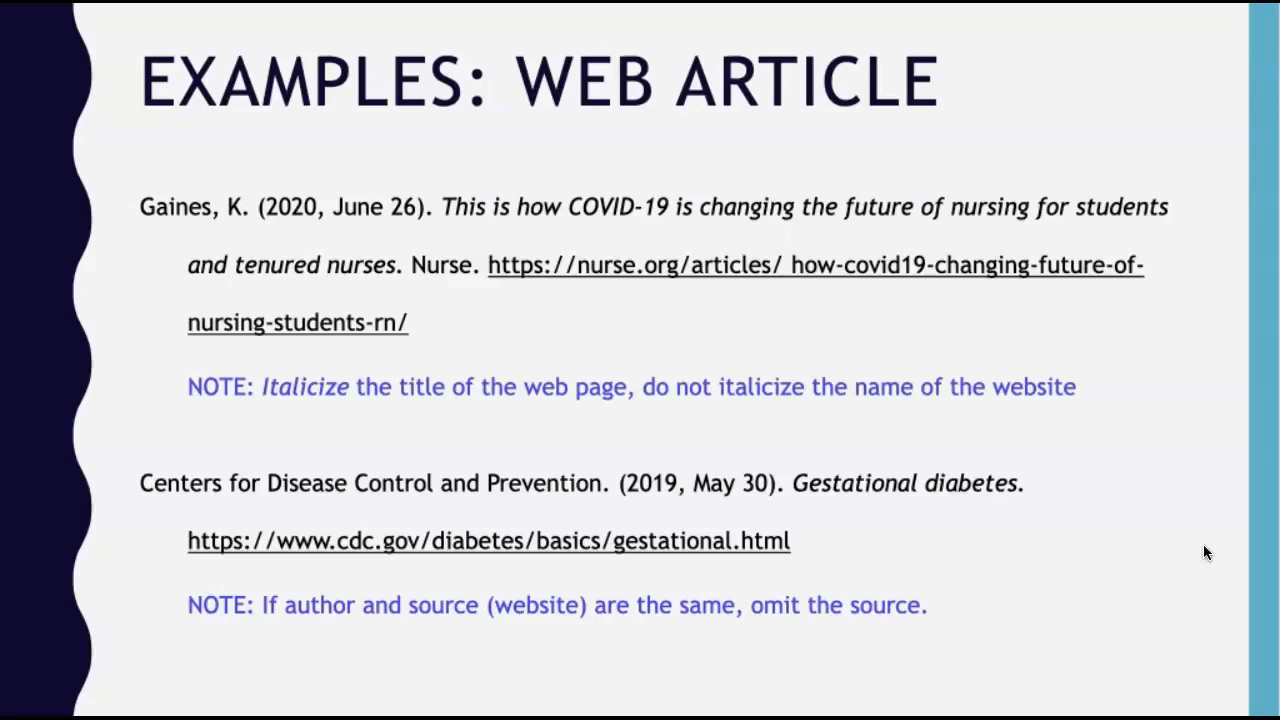 EXAMPLES: WEB ARTICLE
Gaines, K. (2020, June 26). This is how COVID-19 is changing the future of nursing for students
and tenured nurses. Nurse. https://nurse.org/articles/ how-covid19-changing-future-of-
nursing-students-rn/
NOTE: Italicize the title of the web page, do not italicize the name of the website
Centers for Disease Control and Prevention. (2019, May 30). Gestational diabetes.
https://www.cdc.gov/diabetes/basics/gestational.html
NOTE: If author and source (website) are the same, omit the source.